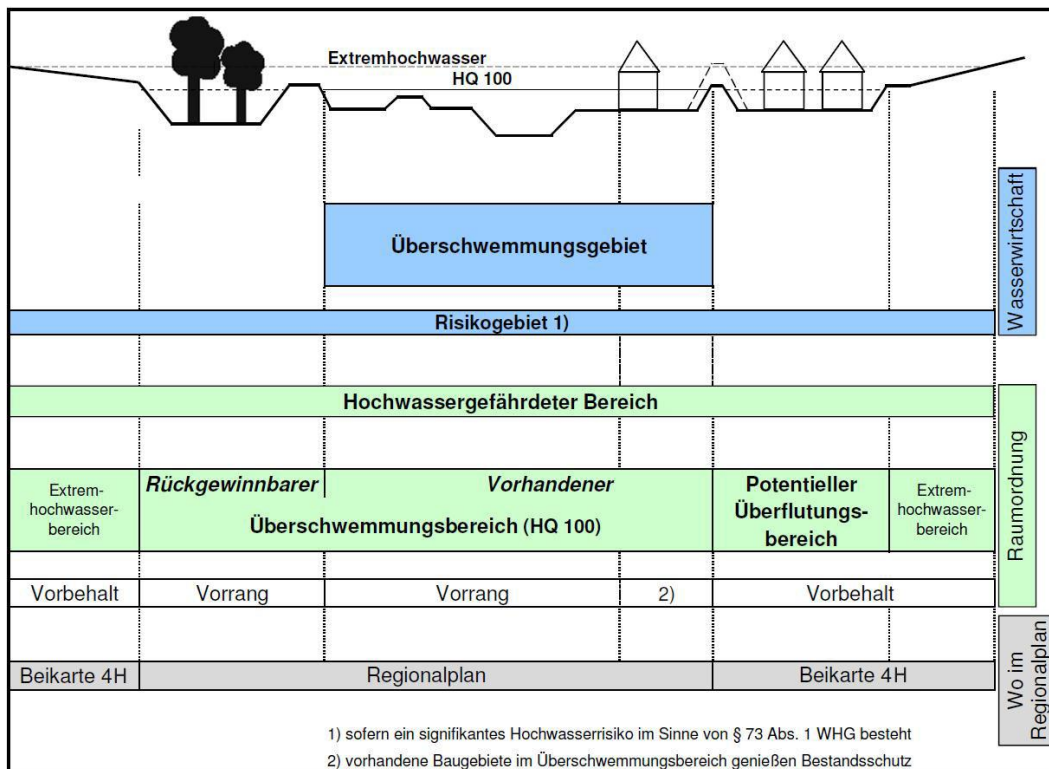 Extremhochwasser
HQ 100
Überschwemmungsgebiet
Wasserwirtschaft
Risikogebiet 1)
Hochwassergefährdeter Bereich
Raumordnung
Extrem-
hochwasser-
bereich
Rückgewinnbarer
Vorhandener
Überschwemmungsbereich (HQ 100)
Potentieller
Überflutungs-
bereich
Extrem-
hochwasser-
bereich
Vorbehalt
Vorrang
Vorrang
2)
Vorbehalt
Wo im
Regionalplan
Beikarte 4H
Regionalplan
Beikarte 4H
1) sofern ein signifikantes Hochwasserrisiko im Sinne von § 73 Abs. 1 WHG besteht
2) vorhandene Baugebiete im Überschwemmungsbereich genießen Bestandsschutz